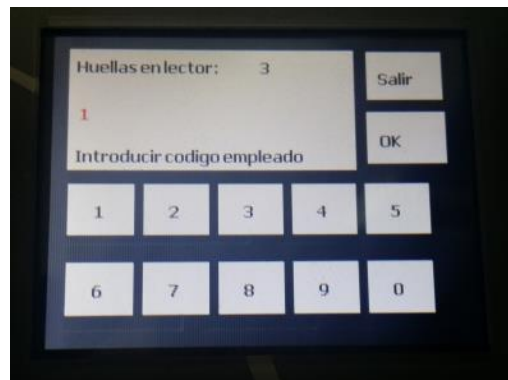 Huellas en lector: 3
Salir
1
OK
Introducir codigo empleado
1 2 3 4 5
6 7 8 9 0